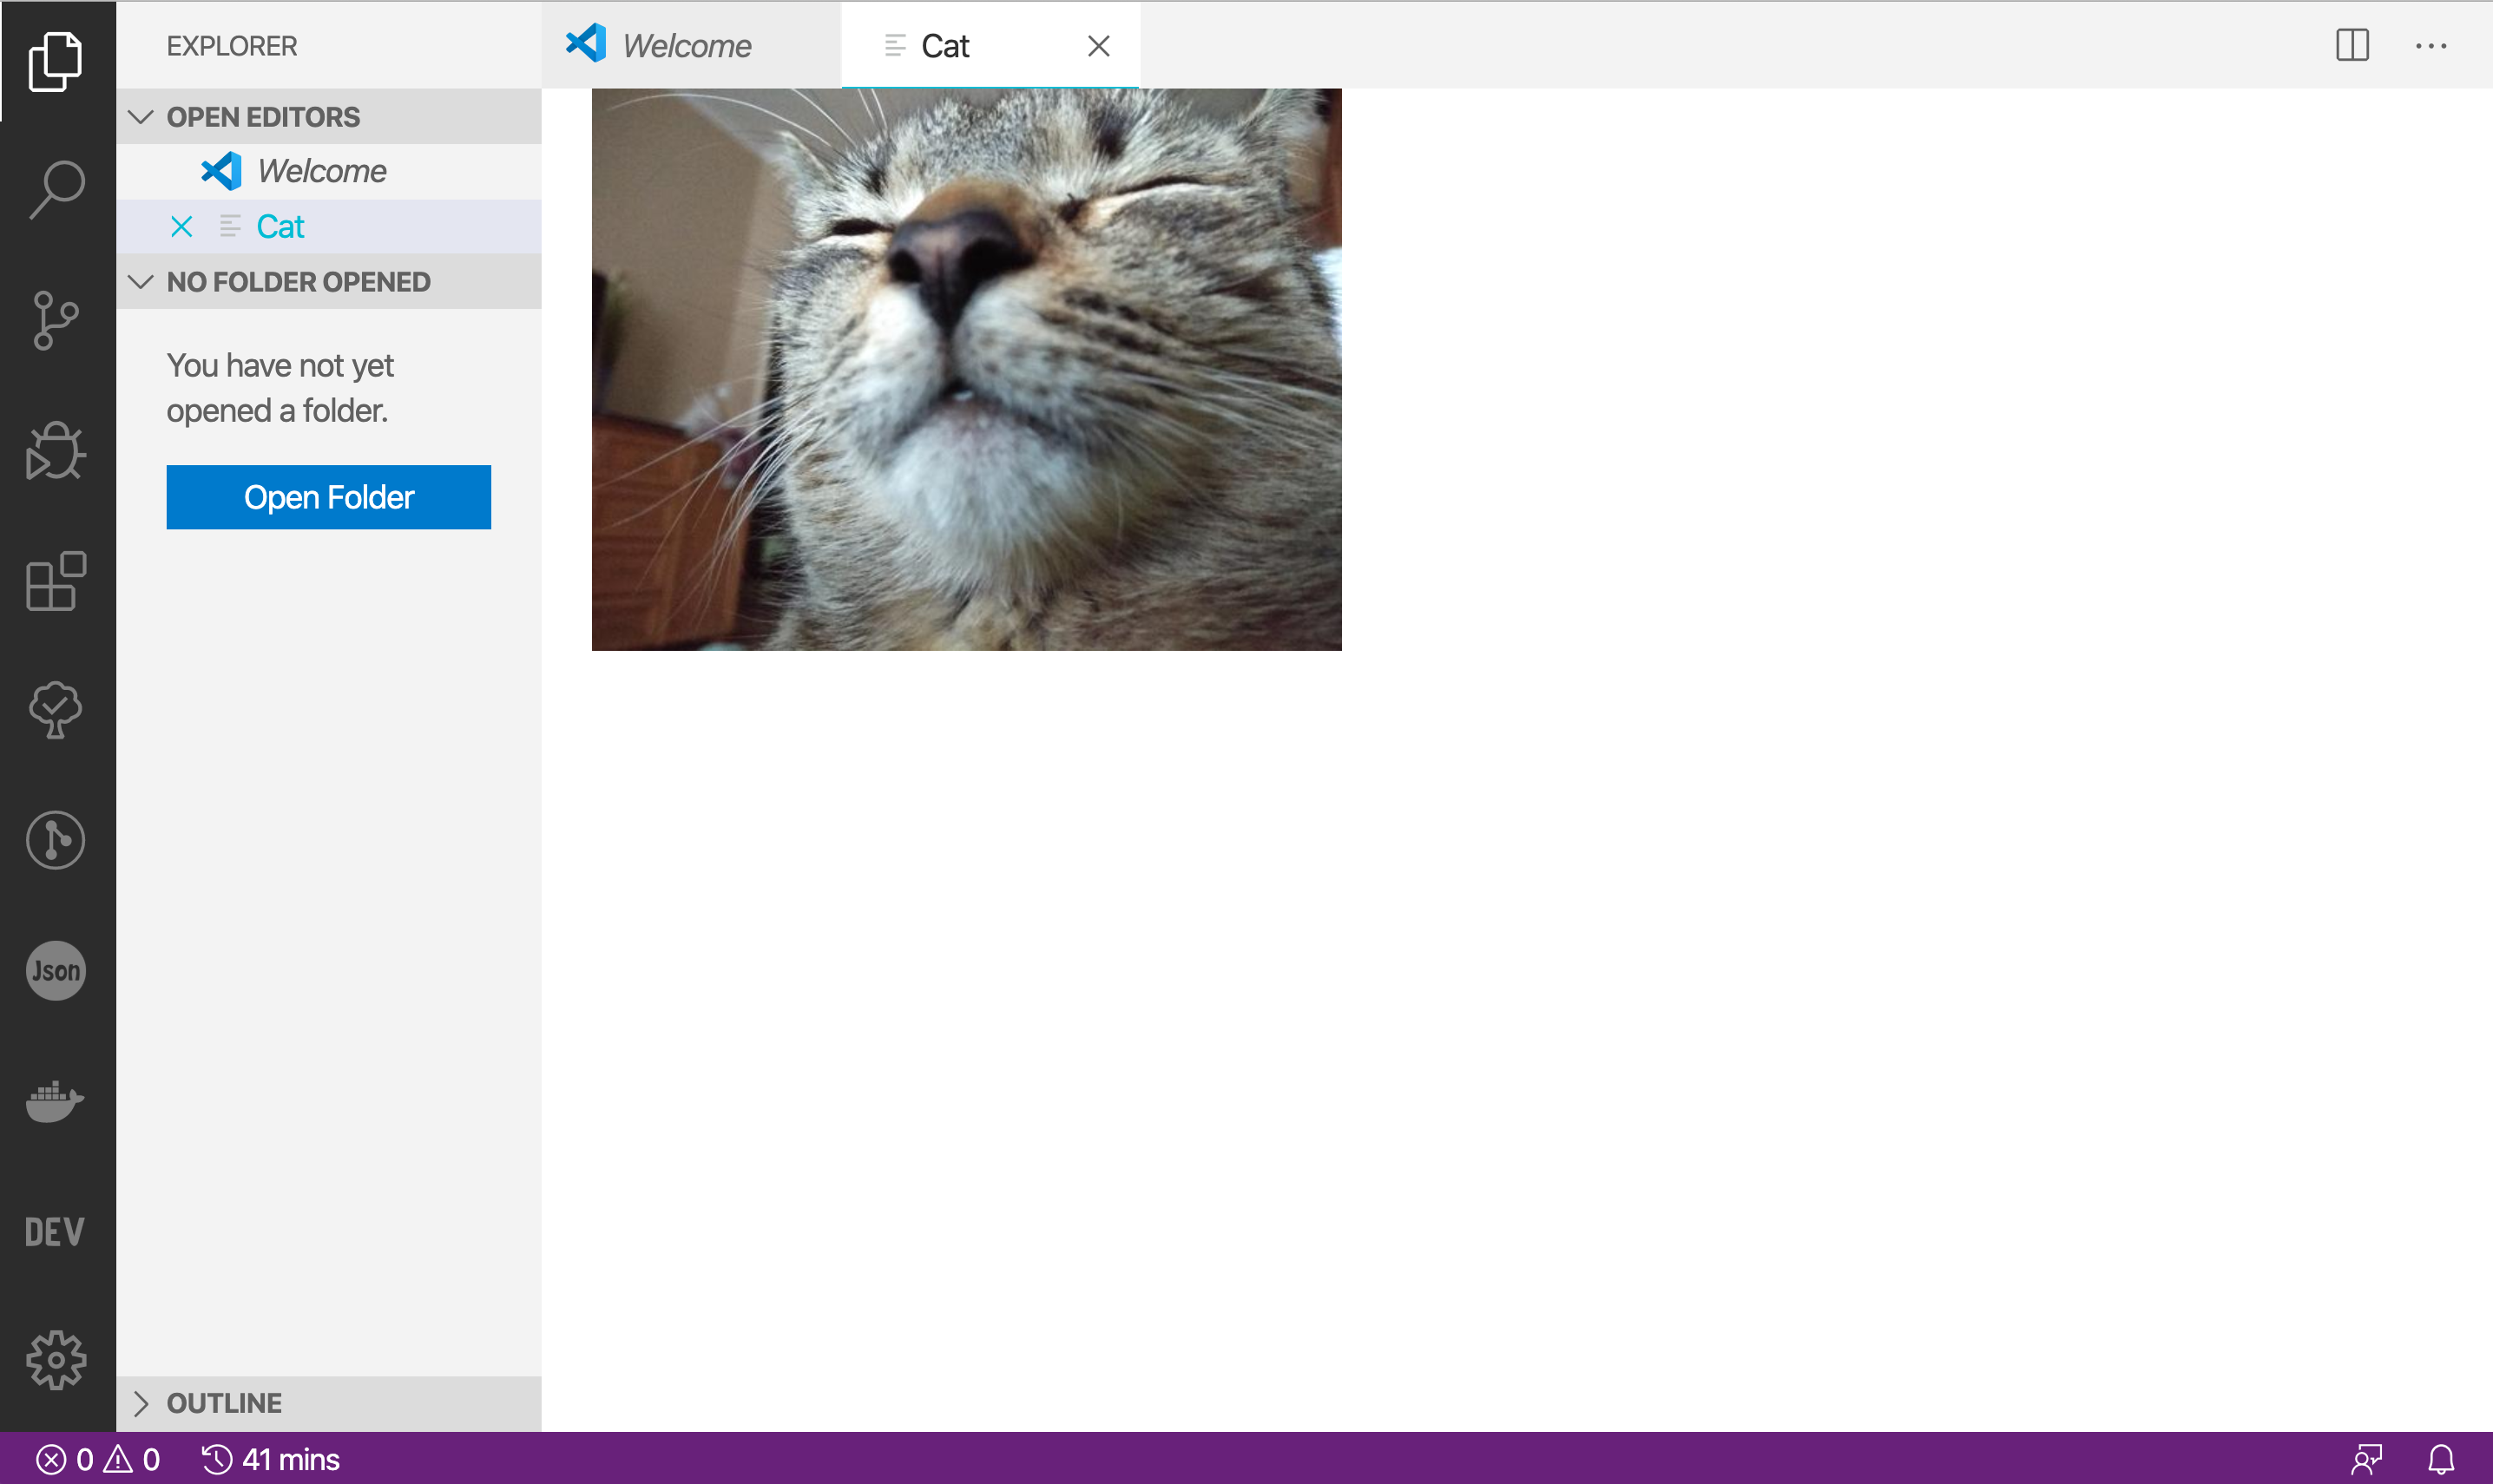 EXPLORER
Welcome
Cat
OPEN EDITORS
Welcome
Cat
NO FOLDER OPENED
You have not yet
opened a folder.
Open Folder
Json
DEV
OUTLINE
0 0 41 mins